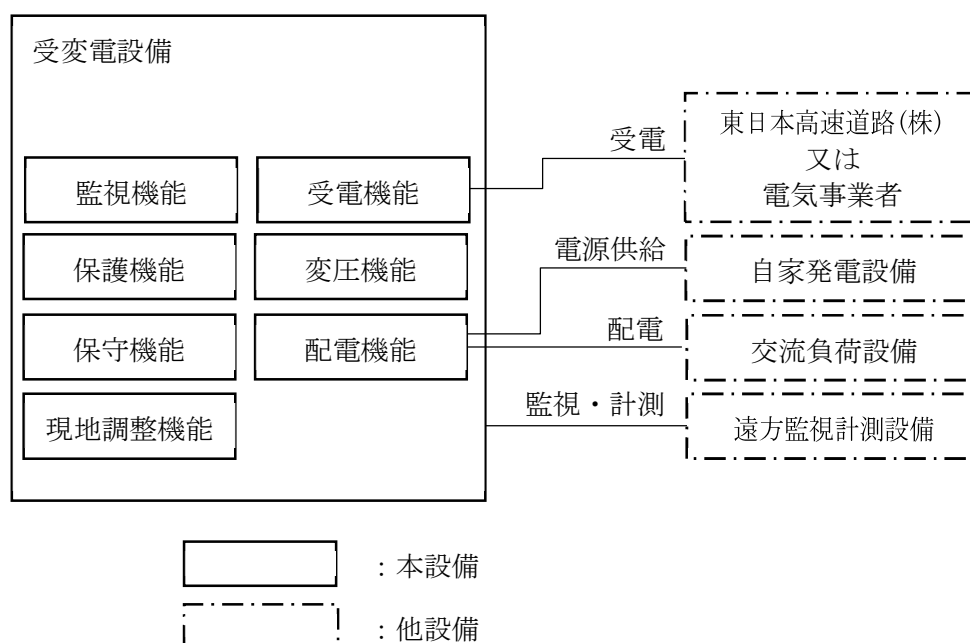 受変電設備
監視機能
受電機能
保護機能
変圧機能
保守機能
配電機能
現地調整機能
受電
東日本高速道路(株)
又は
電気事業者
電源供給
自家発電設備
配電
交流負荷設備
監視・計測
遠方監視計測設備
:本設備
:他設備